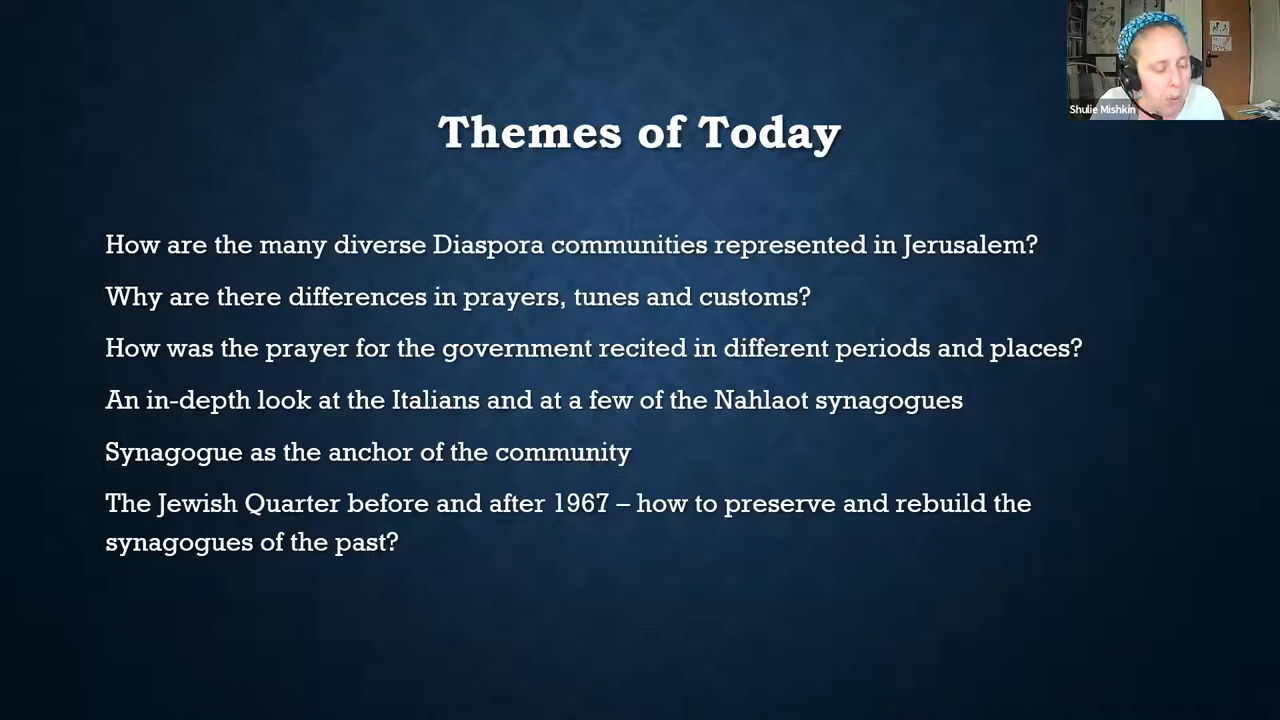 Themes of Today
How are the many diverse Diaspora communities represented in Jerusalem?
Why are there differences in prayers, tunes and customs?
How was the prayer for the government recited in different periods and places?
An in-depth look at the Italians and at a few of the Nahlaot synagogues
Synagogue as the anchor of the community
The Jewish Quarter before and after 1967 – how to preserve and rebuild the
synagogues of the past?
Shulie Mishkin